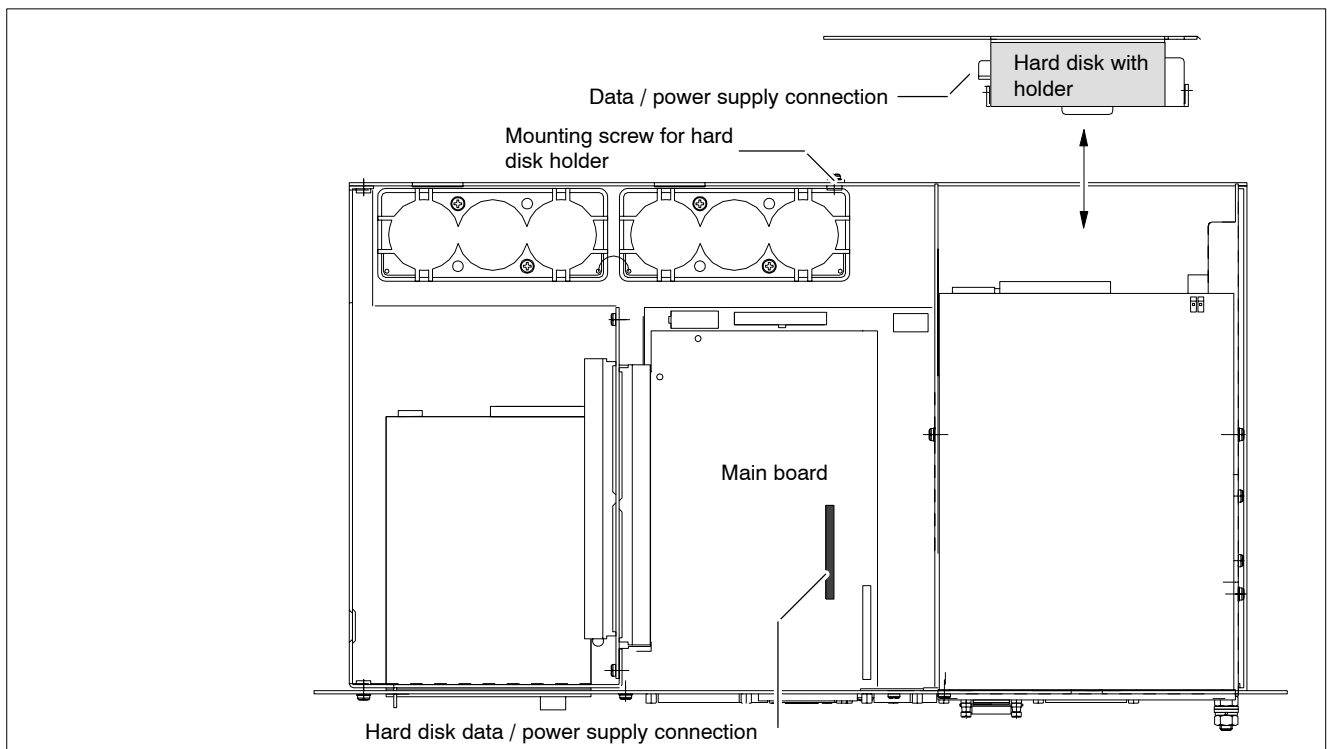 Hard disk with
holder
Data / power supply connection
Mounting screw for hard
disk holder
Main board
Hard disk data / power supply connection